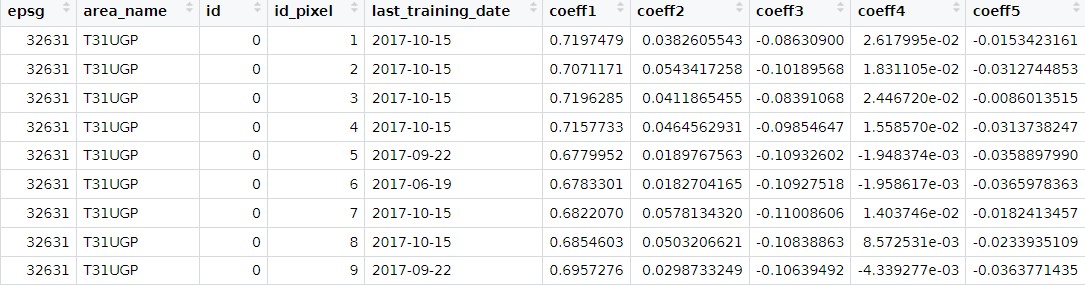 epsg area_name id id_pixel last_training_date coeff1 coeff2 coeff3 coeff4 coeff5
32631 T31UGP 0 1 2017-10-15 0.7197479 0.0382605543 -0.08630900 2.617995e-02 -0.0153423161
32631 T31UGP 0 2 2017-10-15 0.7071171 0.0543417258 -0.10189568 1.831105e-02 -0.0312744853
32631 T31UGP 0 3 2017-10-15 0.7196285 0.0411865455 -0.08391068 2.446720e-02 -0.0086013515
32631 T31UGP 0 4 2017-10-15 0.7157733 0.0464562931 -0.09854647 1.558570e-02 -0.0313738247
32631 T31UGP 0 5 2017-09-22 0.6779952 0.0189767563 -0.10932602 -1.948374e-03 -0.0358897990
32631 T31UGP 0 6 2017-06-19 0.6783301 0.0182704165 -0.10927518 -1.958617e-03 -0.0365978363
32631 T31UGP 0 7 2017-10-15 0.6822070 0.0578134320 -0.11008606 1.403746e-02 -0.0182413457
32631 T31UGP 0 8 2017-10-15 0.6854603 0.0503206621 -0.10838863 8.572531e-03 -0.0233935109
32631 T31UGP 0 9 2017-09-22 0.6957276 0.0298733249 -0.10639492 -4.339277e-03 -0.0363771435